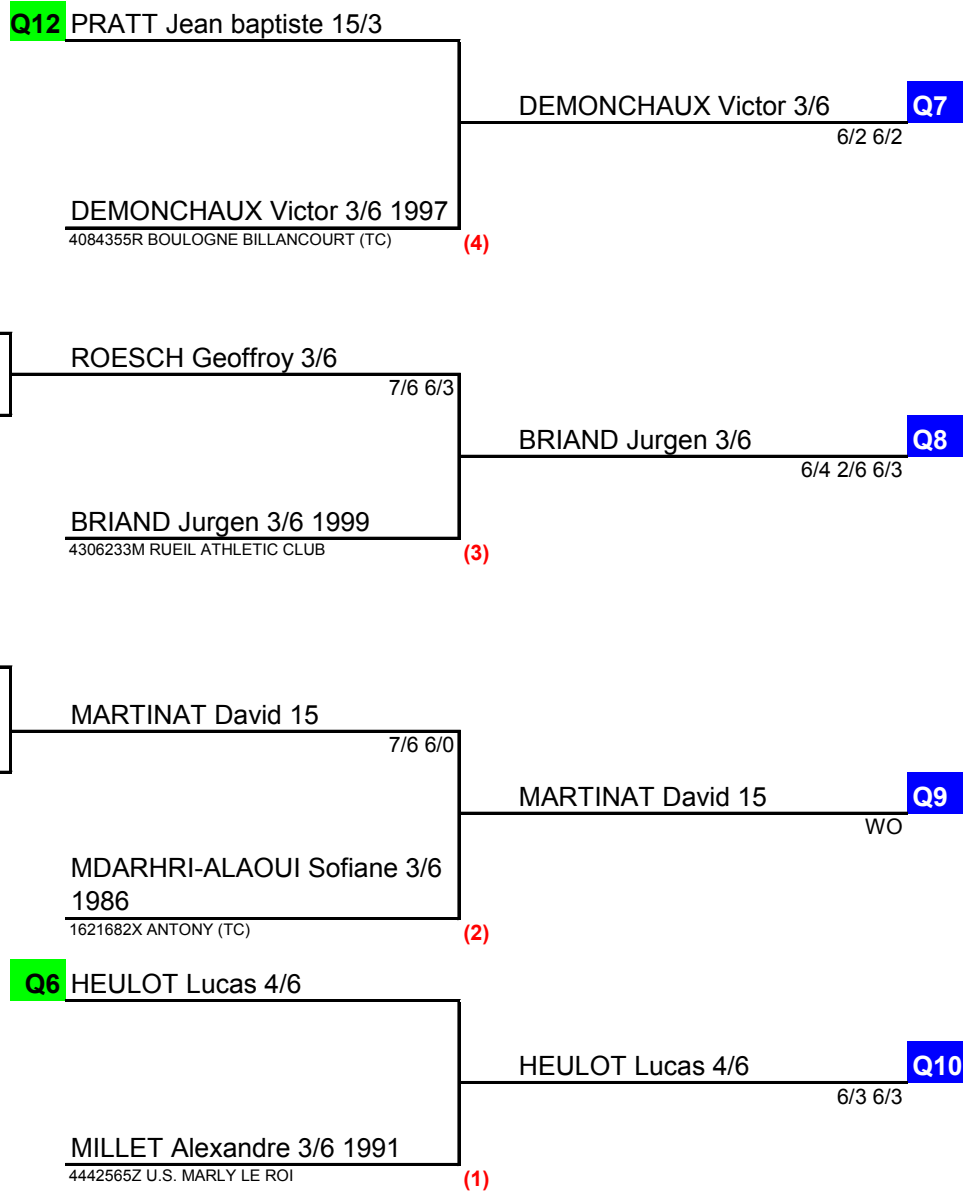 Q12 PRATT Jean baptiste 15/3
DEMONCHAUX Victor 3/6 Q7
6/2 6/2
DEMONCHAUX Victor 3/6 1997
4084355R BOULOGNE BILLANCOURT (TC) (4)
ROESCH Geoffroy 3/6
7/6 6/3
BRIAND Jurgen 3/6 Q8
6/4 2/6 6/3
BRIAND Jurgen 3/6 1999
4306233M RUEIL ATHLETIC CLUB (3)
MARTINAT David 15
7/6 6/0
MARTINAT David 15 Q9
WO
MDARHRI-ALAOUI Sofiane 3/6
1986
1621682X ANTONY (TC) (2)
Q6 HEULOT Lucas 4/6
HEULOT Lucas 4/6 Q10
6/3 6/3
MILLET Alexandre 3/6 1991
4442565Z U.S. MARLY LE ROI (1)